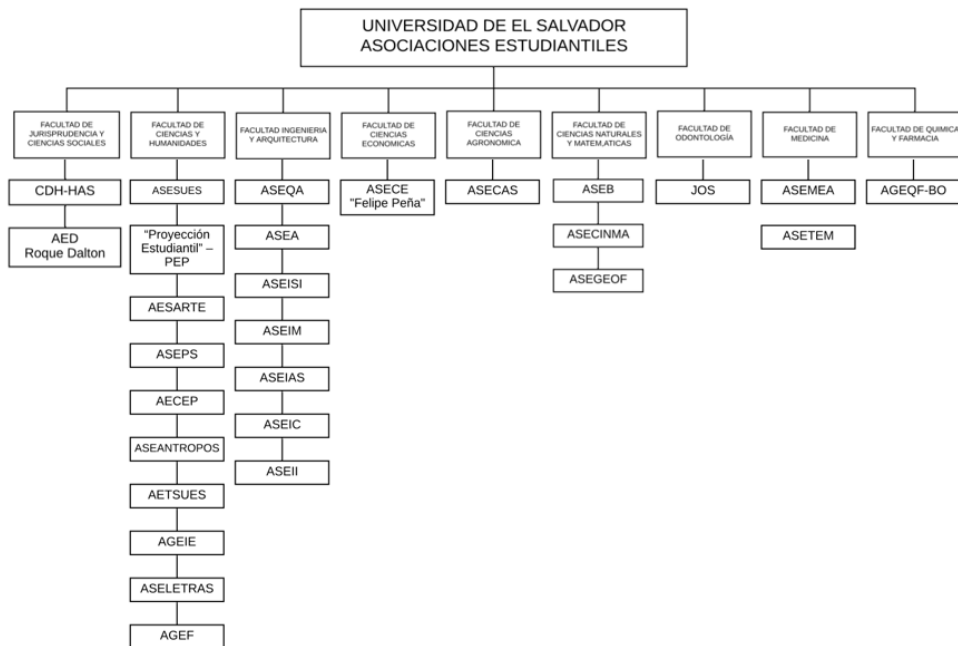 UNIVERSIDAD DE EL SALVADOR
ASOCIACIONES ESTUDIANTILES
FACULTAD DE
JURISPRUDENCIA Y
CIENCIAS SOCIALES
CDH-HAS
AED
Roque Dalton
FACULTAD DE
CIENCIAS Y
HUMANIDADES
ASESUES
"Proyección
Estudiantil" –
PEP
AESARTE
ASEPS
AECEP
ASEANTROPOS
AETSUES
AGEIE
ASELETRAS
AGEF
FACULTAD INGENIERIA
Y ARQUITECTURA
ASEQA
ASEA
ASEISI
ASEIM
ASEIAS
ASEIC
ASEII
FACULTAD DE
CIENCIAS
ECONOMICAS
ASECE
"Felipe Peña"
FACULTAD DE
CIENCIAS
AGRONOMICA
ASECAS
FACULTAD DE
CIENCIAS NATURALES
Y MATEM,ATICAS
ASEB
ASECINMA
ASEGEOF
FACULTAD DE
ODONTOLOGÍA
JOS
FACULTAD DE
MEDICINA
ASEMEA
ASETEM
FACULTAD DE QUIMICA
Y FARMACIA
AGEQF-BO